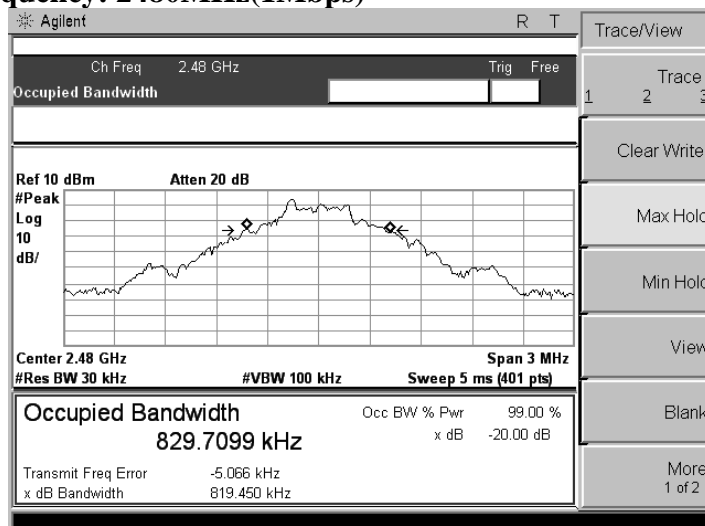 quency: 2480MHz(1Mbps)
Agilent R T
Trace/View
Ch Freq 2.48 GHz Trig Free
Occupied Bandwidth
Trace
1 2 3
Clear Write
Ref 10 dBm Atten 20 dB
#Peak
Log
10
dB/
Max Hold
Min Hold
View
Center 2.48 GHz Span 3 MHz
#Res BW 30 kHz #VBW 100 kHz Sweep 5 ms (401 pts)
Blank
Occupied Bandwidth
829.7099 kHz
Occ BW % Pwr 99.00 %
x dB -20.00 dB
Transmit Freq Error -5.066 kHz
x dB Bandwidth 819.450 kHz
More
1 of 2